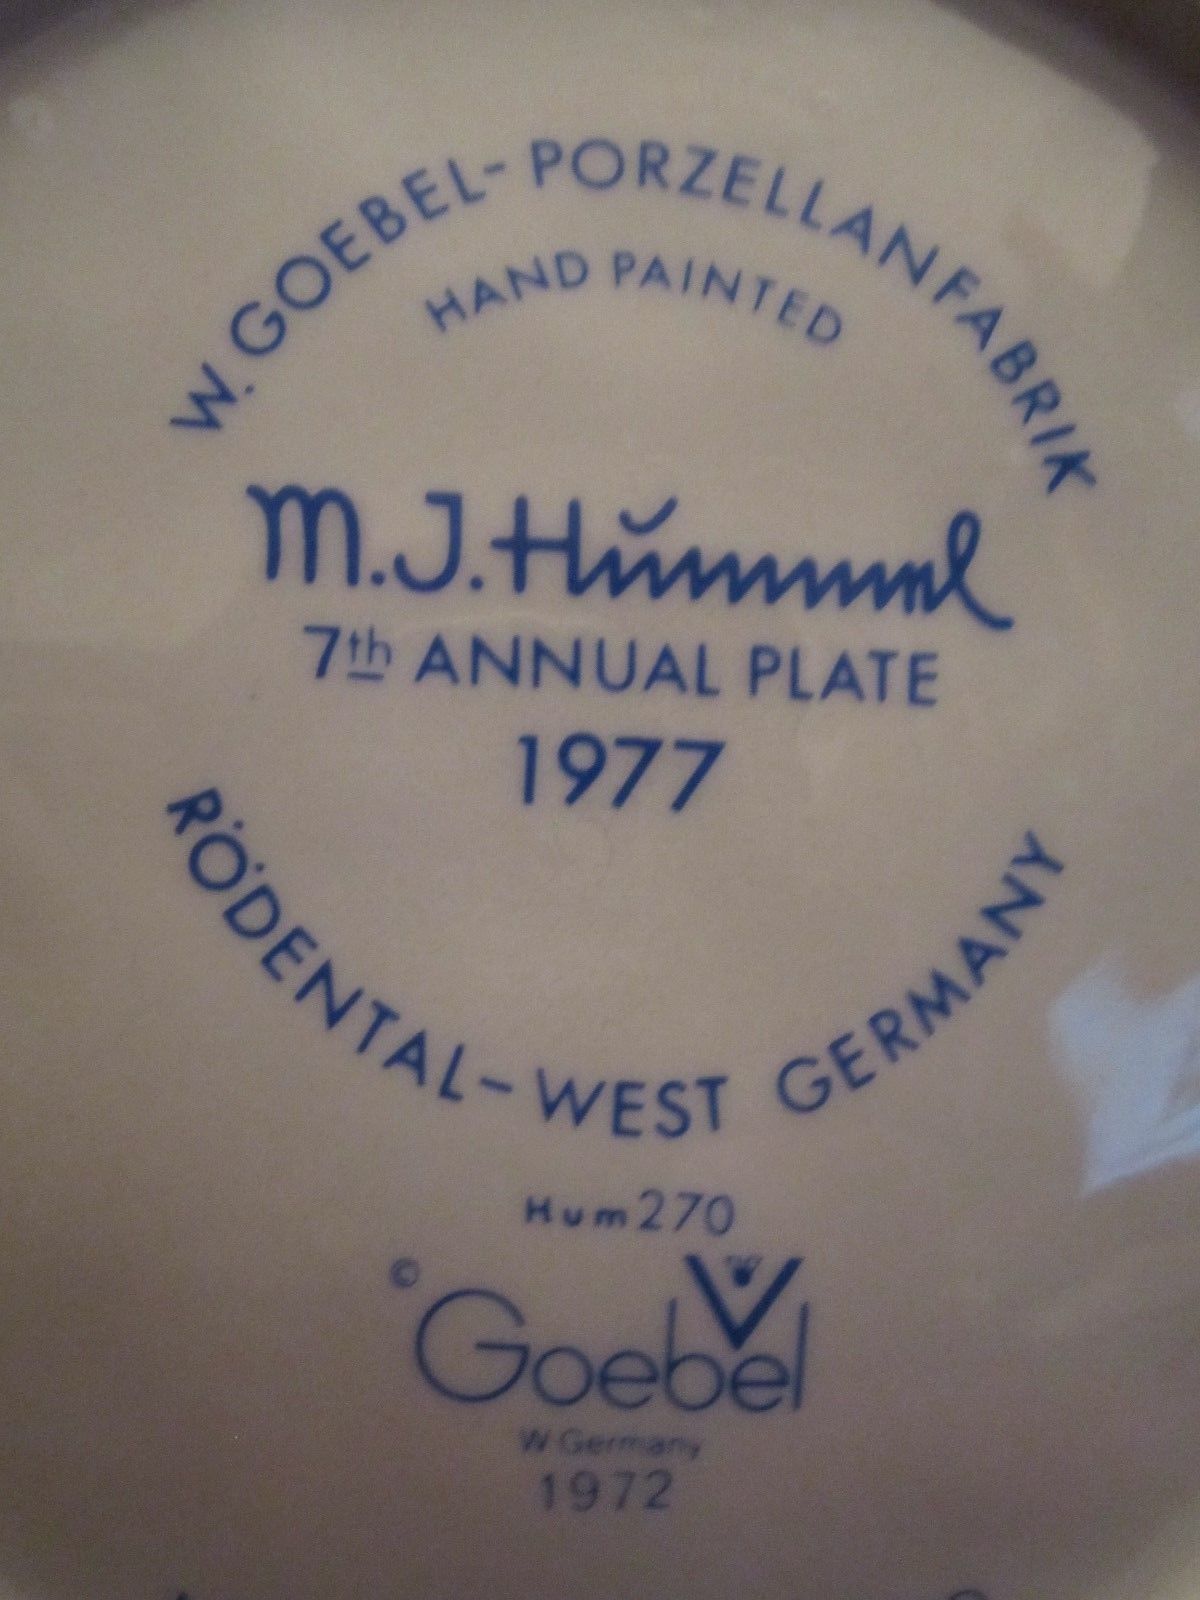 W. GOEBEL-PORZELLANFABRIK
HAND PAINTED
M.J. Hummel
7th ANNUAL PLATE
1977
RÖDENTAL-WEST GERMANY
Hum 270
© Goebel
W. Germany
1972